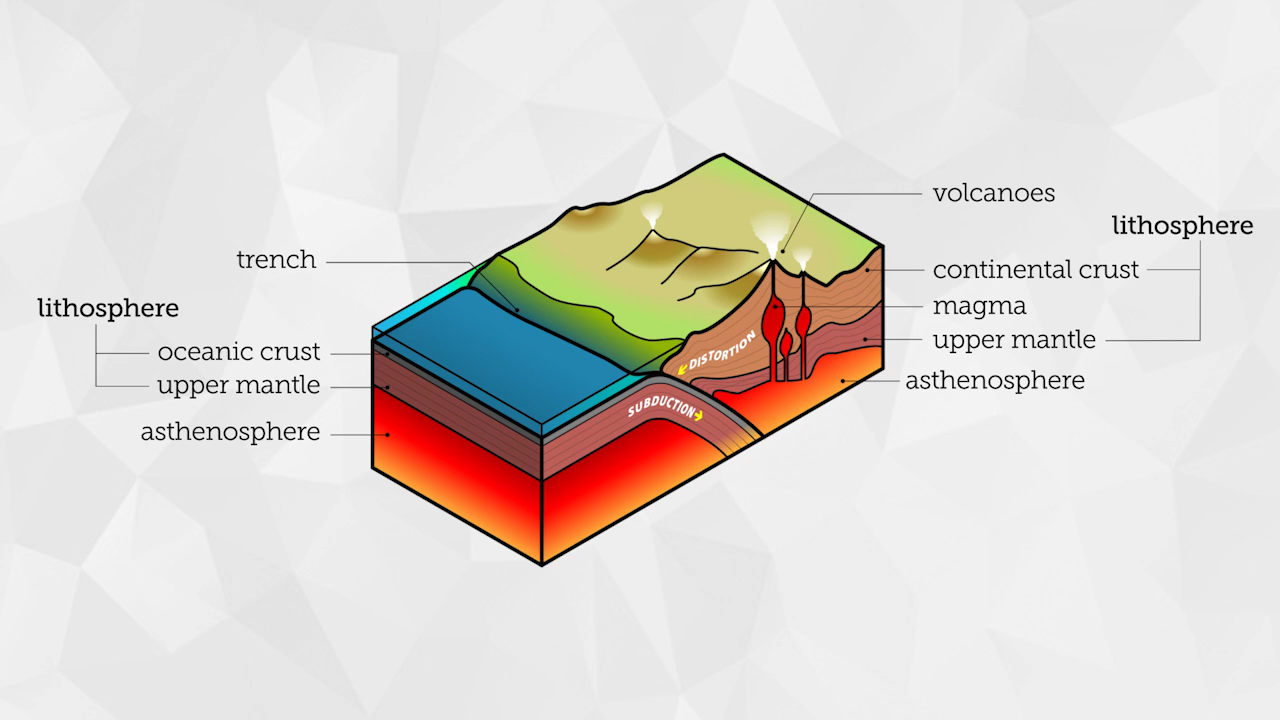 trench
lithosphere
oceanic crust
upper mantle
asthenosphere
volcanoes
lithosphere
continental crust
magma
upper mantle
asthenosphere
DISTORTION
SUBDUCTION